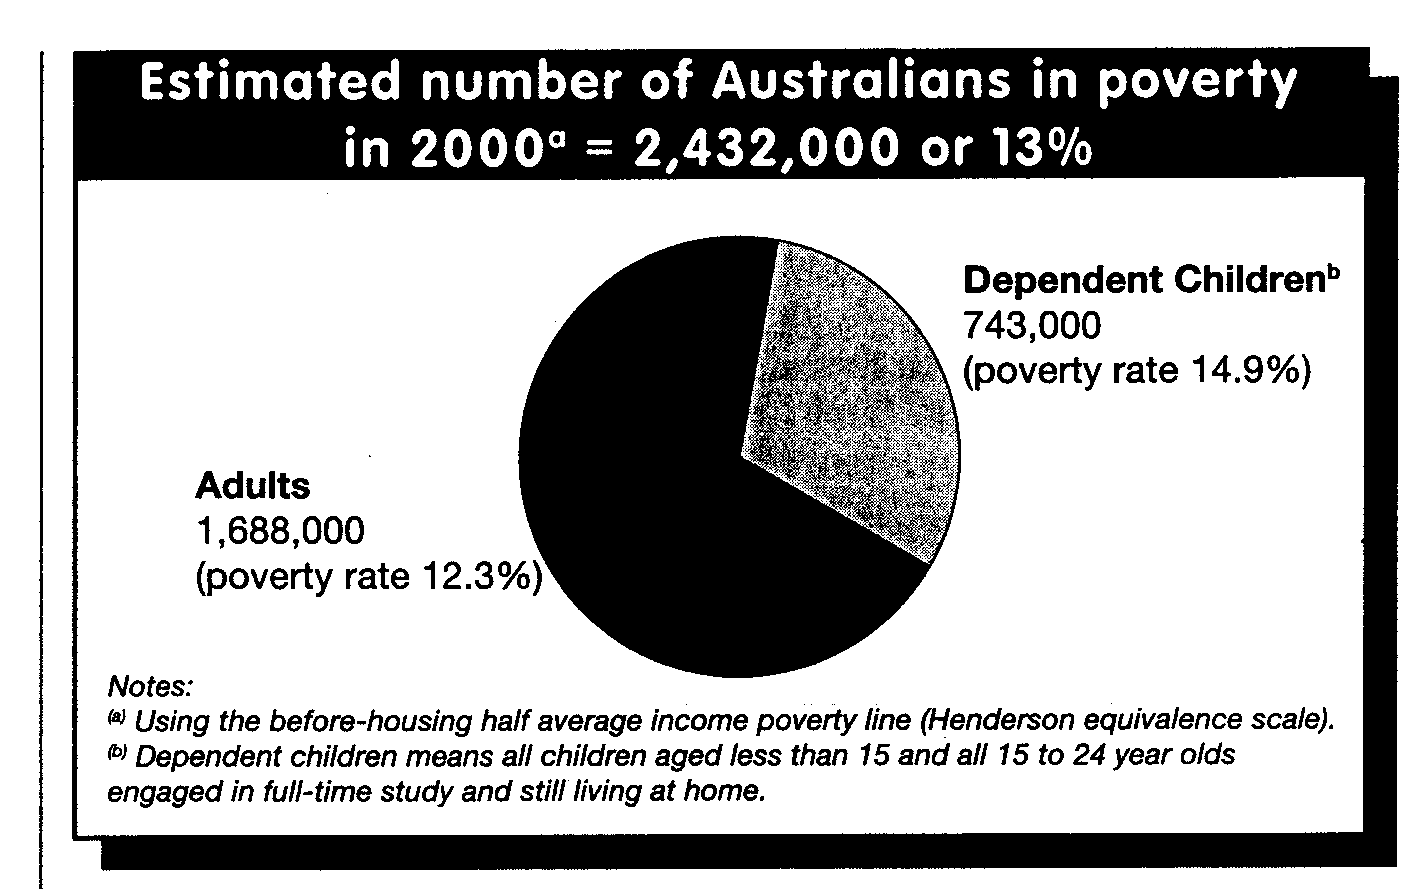 Estimated number of Australians in poverty
in 2000ᵃ = 2,432,000 or 13%
Dependent Childrenᵇ
743,000
(poverty rate 14.9%)
Adults
1,688,000
(poverty rate 12.3%)
Notes:
(a) Using the before-housing half average income poverty line (Henderson equivalence scale).
(b) Dependent children means all children aged less than 15 and all 15 to 24 year olds
engaged in full-time study and still living at home.